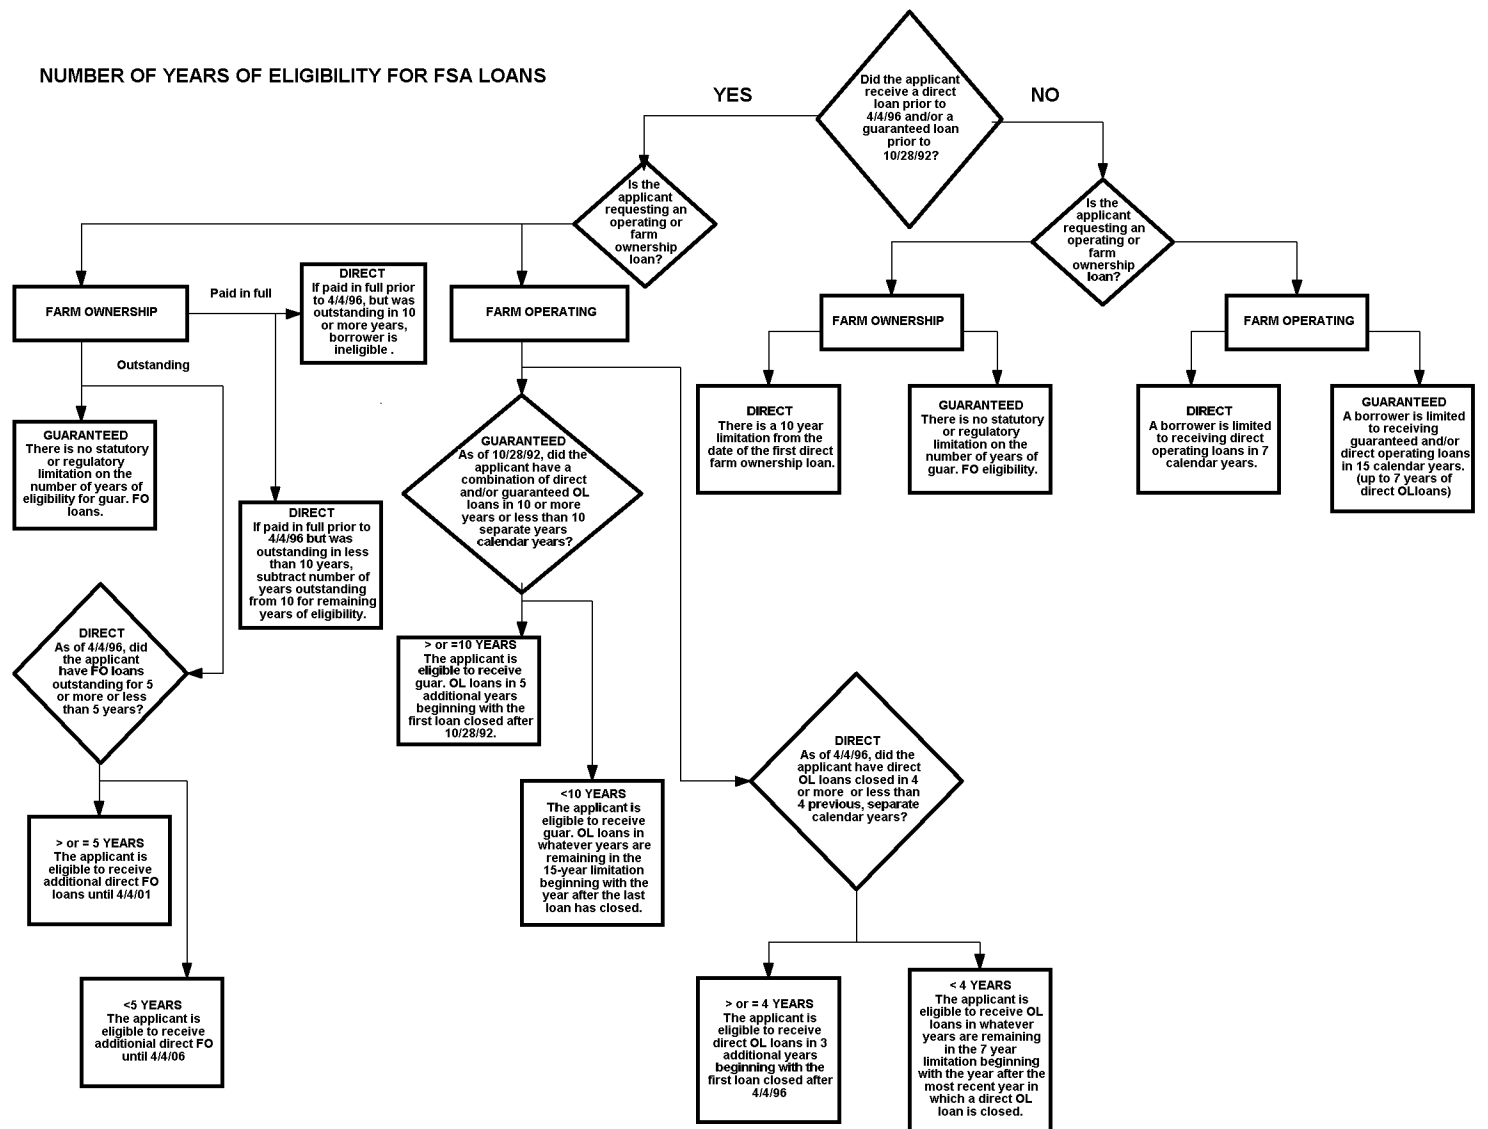 NUMBER OF YEARS OF ELIGIBILITY FOR FSA LOANS
YES
NO
Did the applicant
receive a direct
loan prior to
4/4/96 and/or a
guaranteed loan
prior to
10/28/92?
Is the
applicant
requesting an
operating or
farm
ownership
loan?
Is the
applicant
requesting an
operating or
farm
ownership
loan?
FARM OWNERSHIP
Paid in full
Outstanding
DIRECT
If paid in full prior
to 4/4/96, but was
outstanding in 10
or more years,
borrower is
ineligible .
FARM OPERATING
FARM OWNERSHIP
FARM OPERATING
GUARANTEED
There is no statutory
or regulatory
limitation on the
number of years of
eligibility for guar. FO
loans.
DIRECT
If paid in full prior to
4/4/96 but was
outstanding in less
than 10 years,
subtract number of
years outstanding
from 10 for remaining
years of eligibility.
GUARANTEED
As of 10/28/92, did the
applicant have a
combination of direct
and/or guaranteed OL
loans in 10 or more
years or less than 10
separate years
calendar years?
DIRECT
There is a 10 year
limitation from the
date of the first direct
farm ownership loan.
GUARANTEED
There is no statutory
or regulatory
limitation on the
number of years of
guar. FO eligibility.
DIRECT
A borrower is limited
to receiving direct
operating loans in 7
calendar years.
GUARANTEED
A borrower is limited
to receiving
guaranteed and/or
direct operating loans
in 15 calendar years.
(up to 7 years of
direct OLloans)
DIRECT
As of 4/4/96, did
the applicant
have FO loans
outstanding for 5
or more or less
than 5 years?
> or =10 YEARS
The applicant is
eligible to receive
guar. OL loans in 5
additional years
beginning with the
first loan closed after
10/28/92.
<10 YEARS
The applicant is
eligible to receive
guar. OL loans in
whatever years are
remaining in the
15-year limitation
beginning with the
year after the last
loan has closed.
DIRECT
As of 4/4/96, did the
applicant have direct
OL loans closed in 4
or more or less than
4 previous, separate
calendar years?
> or = 5 YEARS
The applicant is
eligible to receive
additional direct FO
loans until 4/4/01
<5 YEARS
The applicant is
eligible to receive
additionial direct FO
until 4/4/06
> or = 4 YEARS
The applicant is
eligible to receive
direct OL loans in 3
additional years
beginning with the
first loan closed after
4/4/96
< 4 YEARS
The applicant is
eligible to receive OL
loans in whatever
years are remaining
in the 7 year
limitation beginning
with the year after the
most recent year in
which a direct OL
loan is closed.